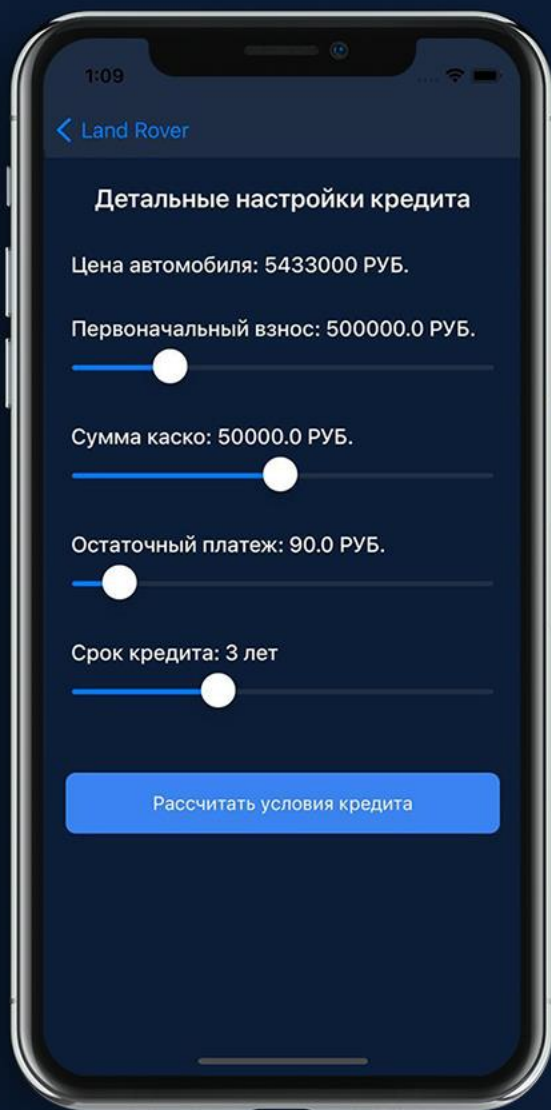 1:09
Land Rover
Детальные настройки кредита
Цена автомобиля: 5433000 РУБ.
Первоначальный взнос: 500000.0 РУБ.
Сумма каско: 50000.0 РУБ.
Остаточный платеж: 90.0 РУБ.
Срок кредита: 3 лет
Рассчитать условия кредита